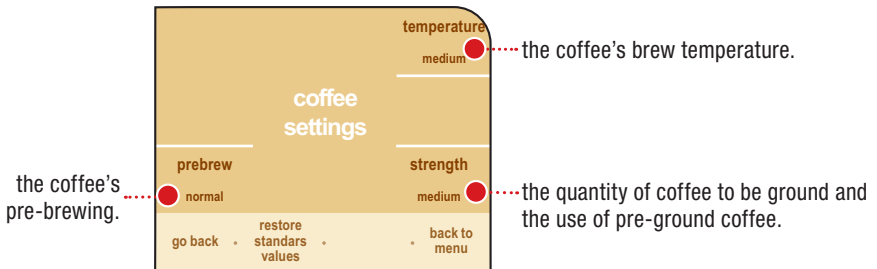 temperature
medium
the coffee’s brew temperature.
coffee
settings
prebrew
normal
the coffee’s
pre-brewing.
strength
medium
the quantity of coffee to be ground and
the use of pre-ground coffee.
go back
restore
standars
values
back to
menu